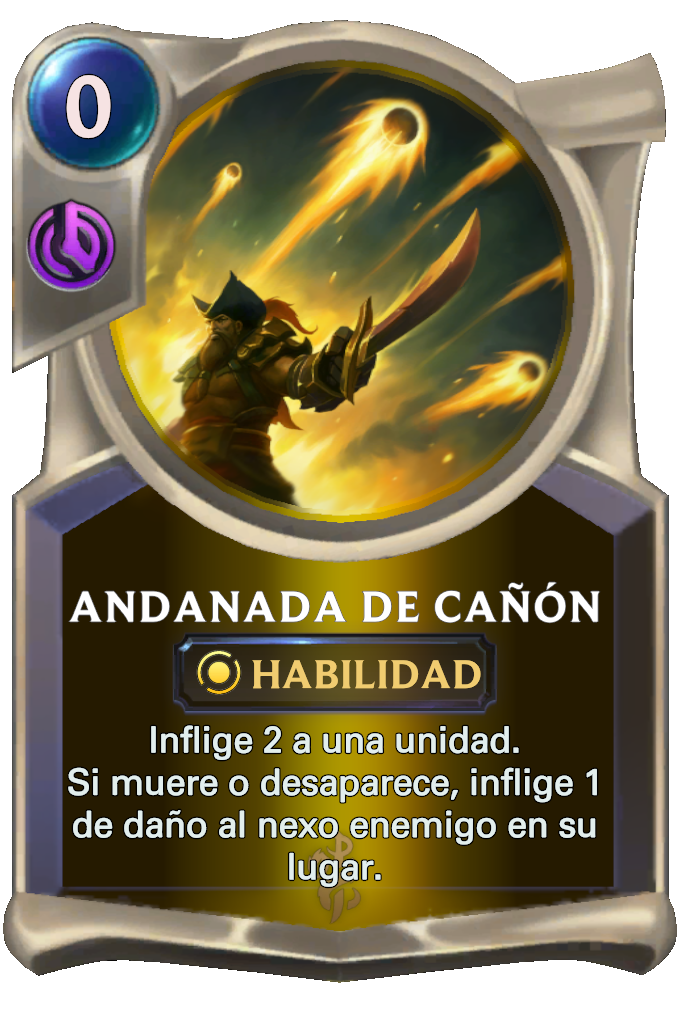 0
ANDANADA DE CAÑÓN
HABILIDAD
Inflige 2 a una unidad.
Si muere o desaparece, inflige 1
de daño al nexo enemigo en su
lugar.